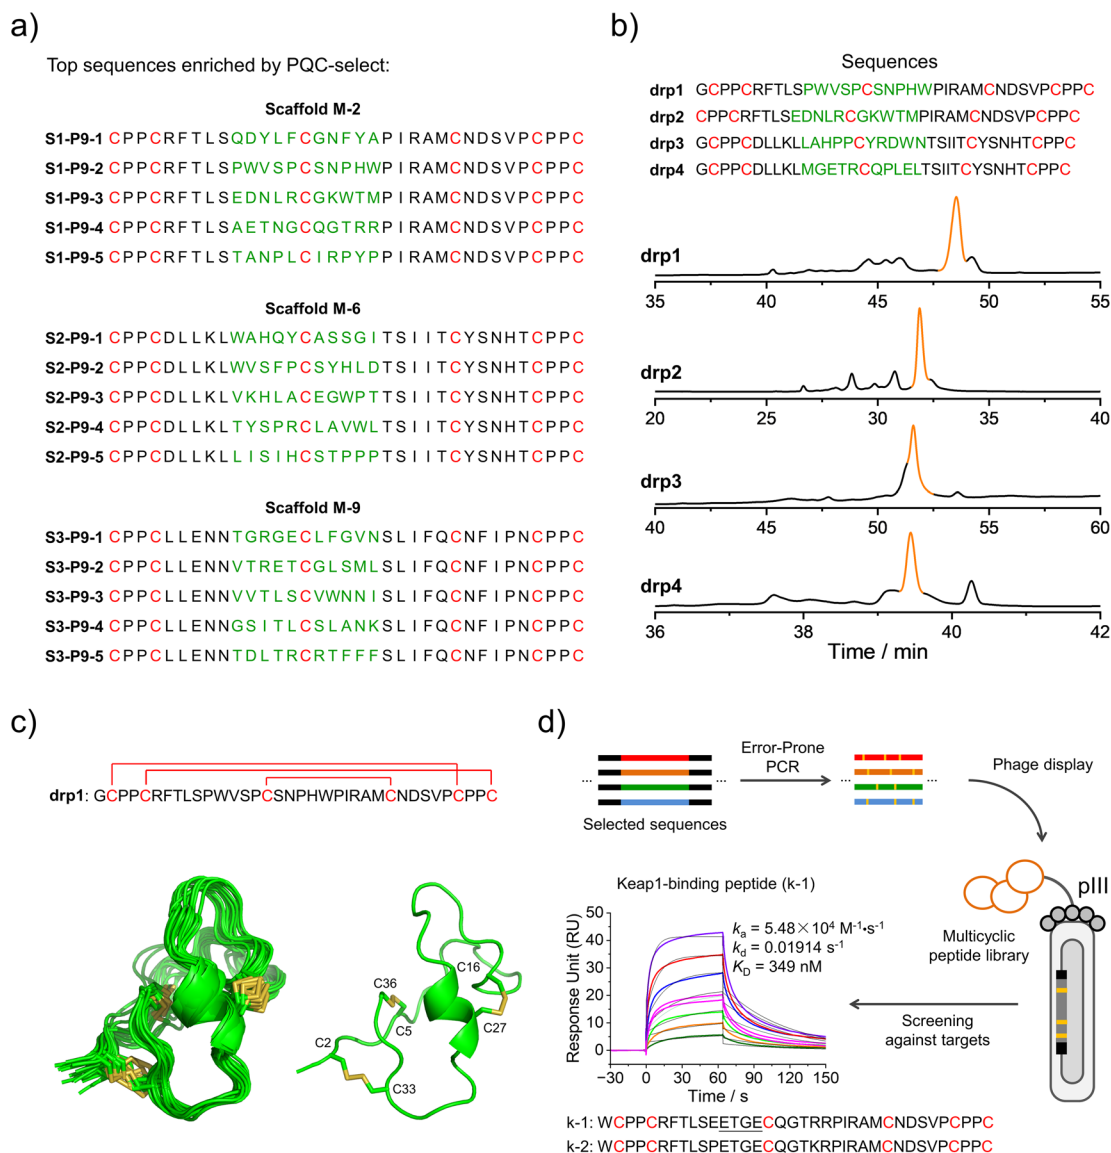 a)
Top sequences enriched by PQC-select:
Scaffold M-2
S1-P9-1 CPPCRFTLSQDYLFCGNFYAPIRAMCNDSVPCPPC
S1-P9-2 CPPCRFTLSPWVSPCSNPHWPIRAMCNDSVPCPPC
S1-P9-3 CPPCRFTLSEDNLRCGKWTMPIRAMCNDSVPCPPC
S1-P9-4 CPPCRFTLSAETNGCQGTRRPIRAMCNDSVPCPPC
S1-P9-5 CPPCRFTLSTANPLCIRPYPPIRAMCNDSVPCPPC
Scaffold M-6
S2-P9-1 CPPCDLLKLWAHQYCASSGITSIITCYSNHTCPPC
S2-P9-2 CPPCDLLKLWVSFPCSYHLDTSIITCYSNHTCPPC
S2-P9-3 CPPCDLLKLVKHLACEGWPTTSIITCYSNHTCPPC
S2-P9-4 CPPCDLLKLTYSPRCLAVWLTSIITCYSNHTCPPC
S2-P9-5 CPPCDLLKLLISIHCSTPPPTSIITCYSNHTCPPC
Scaffold M-9
S3-P9-1 CPPCLLENNTGRGECLFGVNSLIFQCNFIPNCPPC
S3-P9-2 CPPCLLENNVTRETCGLSMLSLIFQCNFIPNCPPC
S3-P9-3 CPPCLLENNVVTLSCVWNNISLIFQCNFIPNCPPC
S3-P9-4 CPPCLLENNGSITLCSLANKSLIFQCNFIPNCPPC
S3-P9-5 CPPCLLENNTDLTRCRTFFFSLIFQCNFIPNCPPC
b)
Sequences
drp1 GCPPCRFTLSPWVSPCSNPHWPIRAMCNDSVPCPPC
drp2 CPPCRFTLSEDNLRCGKWTMPIRAMCNDSVPCPPC
drp3 GCPPCDLLKLLAHPPCYRDWNTSIITCYSNHTCPPC
drp4 GCPPCDLLKLMGETRCQPLELTSIITCYSNHTCPPC
drp1
35 40 45 50 55
drp2
20 25 30 35 40
drp3
40 45 50 55 60
drp4
36 38 40 42
Time / min
c)
drp1: GCPPCRFTLSPWVSPCSNPHWPIRAMCNDSVPCPPC
C16
C36
C5
C27
C2
C33
d)
Error-Prone
PCR
Phage display
Selected sequences
pIII
Multicyclic
peptide library
Screening
against targets
Keap1-binding peptide (k-1)
Response Unit (RU)
50
40
30
20
10
0
ka = 5.48×10⁴ M⁻¹•s⁻¹
kd = 0.01914 s⁻¹
KD = 349 nM
−30 0 30 60 90 120 150
Time / s
k-1: WCPPCRFTLSEETGECQGTRRPIRAMCNDSVPCPPC
k-2: WCPPCRFTLSPETGECQGTKRPIRAMCNDSVPCPPC